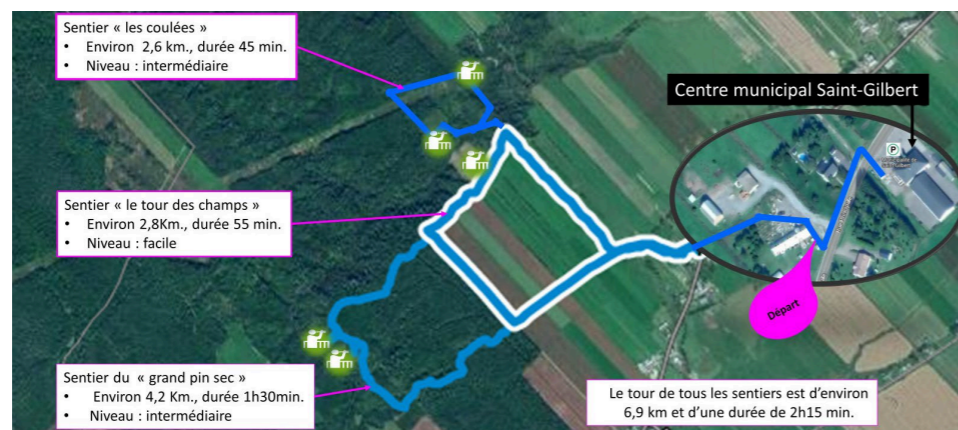 Sentier « les coulées »
• Environ 2,6 km., durée 45 min.
• Niveau : intermédiaire
Centre municipal Saint-Gilbert
P
Sentier « le tour des champs »
• Environ 2,8Km., durée 55 min.
• Niveau : facile
Départ
Sentier du « grand pin sec »
• Environ 4,2 Km., durée 1h30min.
• Niveau : intermédiaire
Le tour de tous les sentiers est d’environ
6,9 km et d’une durée de 2h15 min.